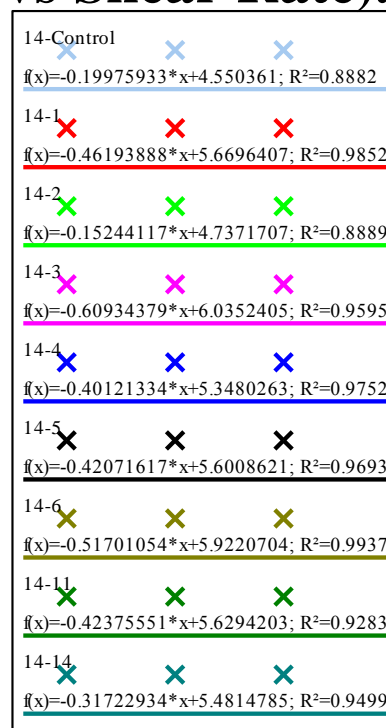 vs Shear Rate).
14-Control
f(x)=-0.19975933*x+4.550361; R²=0.8882
14-1
f(x)=-0.46193888*x+5.6696407; R²=0.9852
14-2
f(x)=-0.15244117*x+4.7371707; R²=0.8889
14-3
f(x)=-0.60934379*x+6.0352405; R²=0.9595
14-4
f(x)=-0.40121334*x+5.3480263; R²=0.9752
14-5
f(x)=-0.42071617*x+5.6008621; R²=0.9693
14-6
f(x)=-0.51701054*x+5.9220704; R²=0.9937
14-11
f(x)=-0.42375551*x+5.6294203; R²=0.9283
14-14
f(x)=-0.31722934*x+5.4814785; R²=0.9499